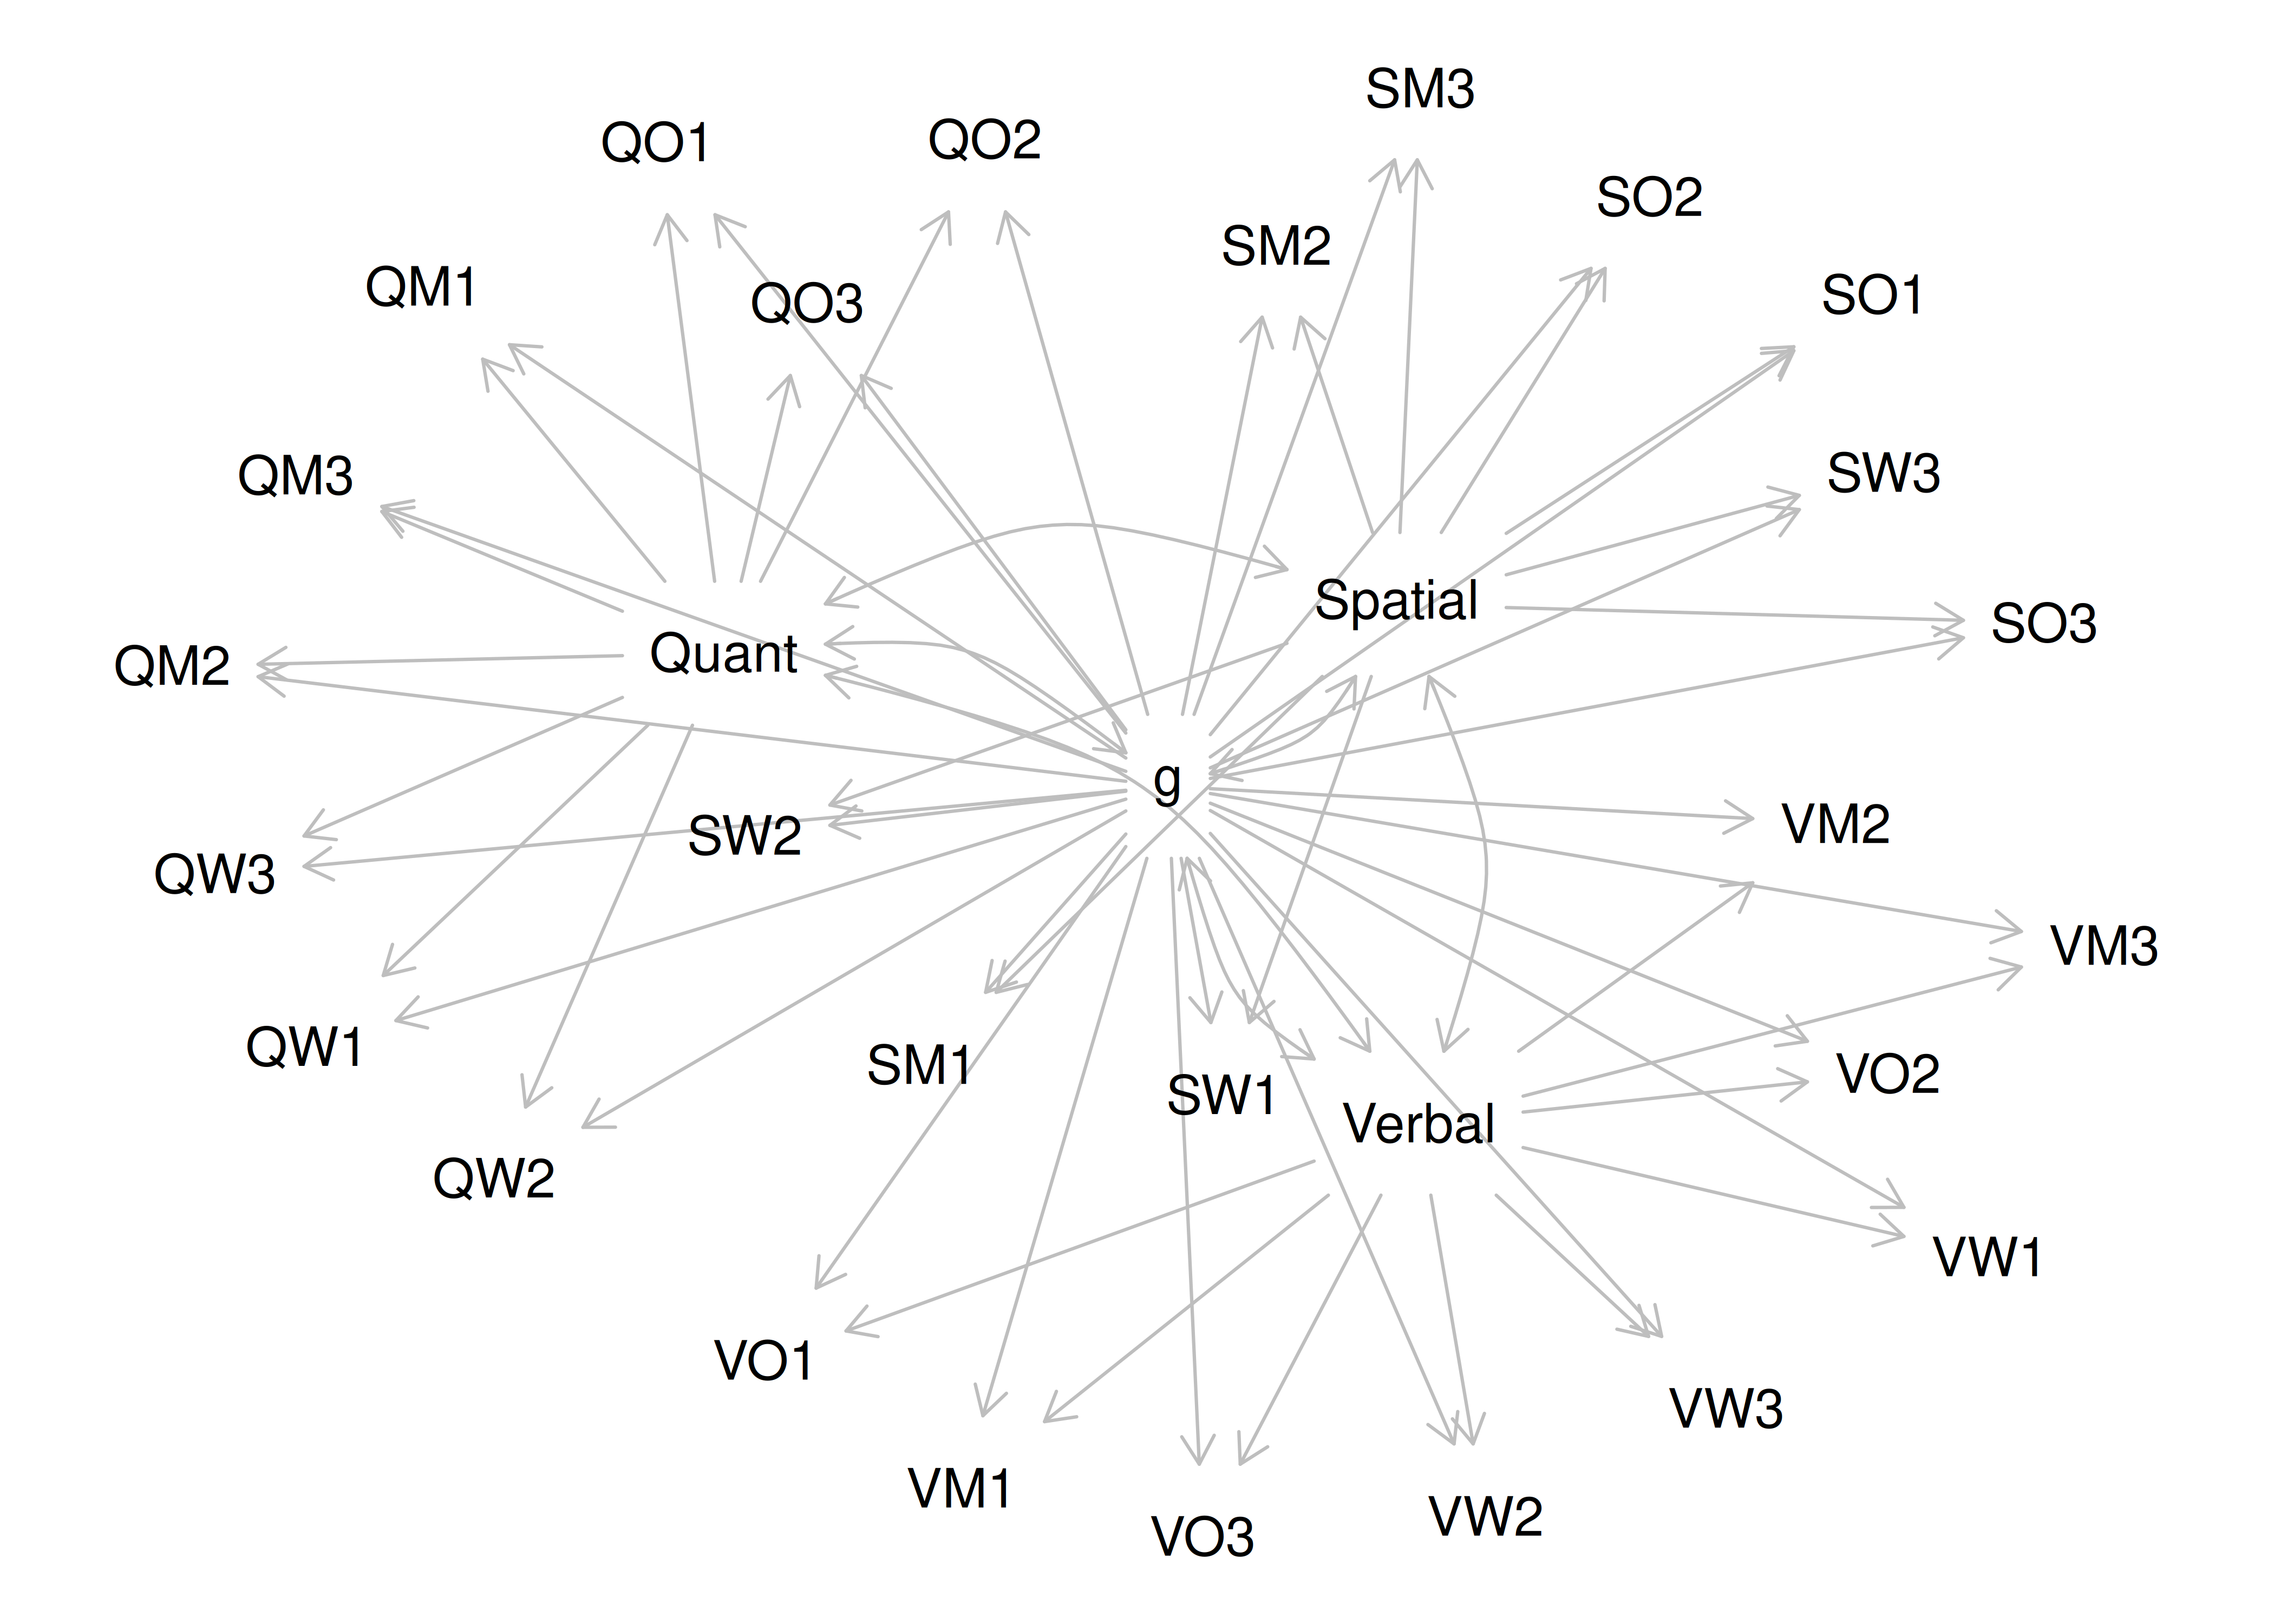 SM3
QO1
QO2
SO2
SM2
QM1
QO3
SO1
QM3
SW3
Spatial
SO3
Quant
QM2
g
SW2
VM2
QW3
VM3
QW1
SM1
SW1
VO2
Verbal
QW2
VW1
VO1
VW3
VM1
VW2
VO3